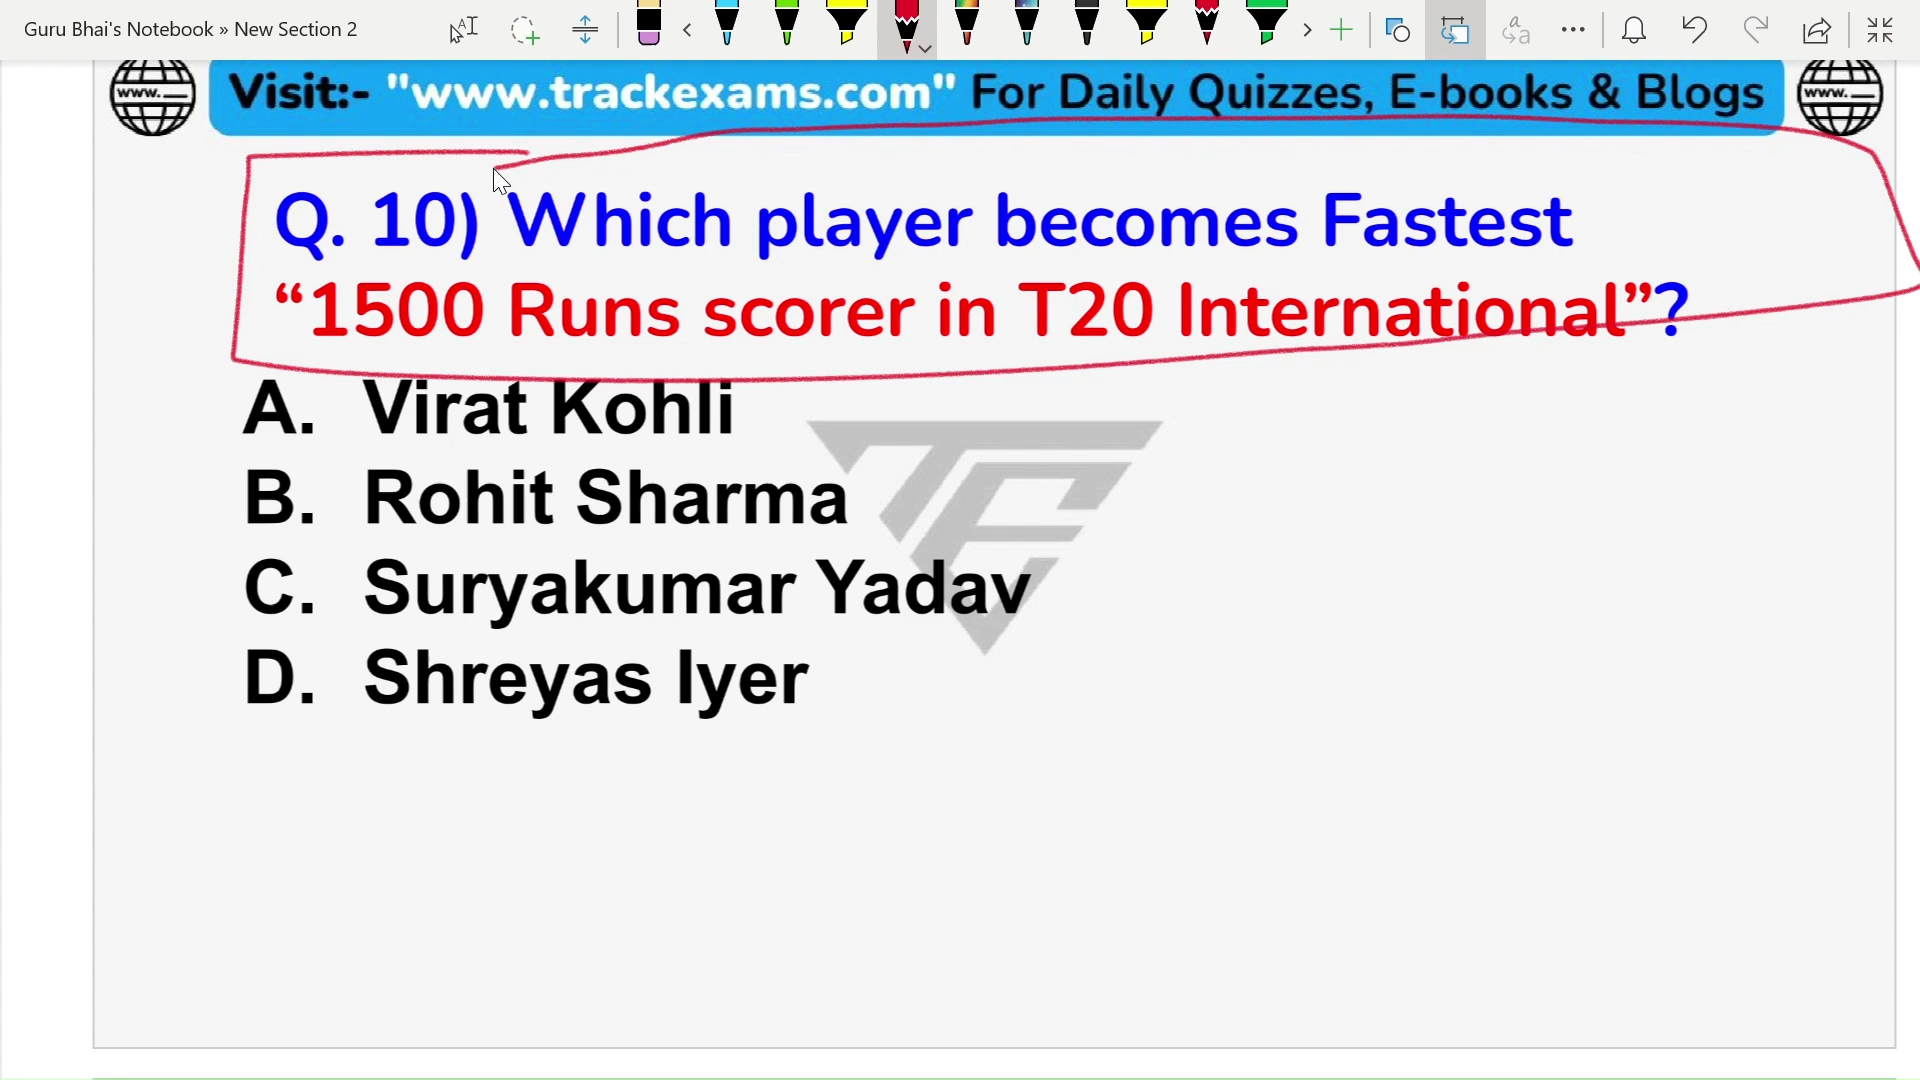 Guru Bhai's Notebook » New Section 2
www.
Visit:- "www.trackexams.com" For Daily Quizzes, E-books & Blogs
www.
Q. 10) Which player becomes Fastest
“1500 Runs scorer in T20 International”?
A. Virat Kohli
B. Rohit Sharma
C. Suryakumar Yadav
D. Shreyas Iyer